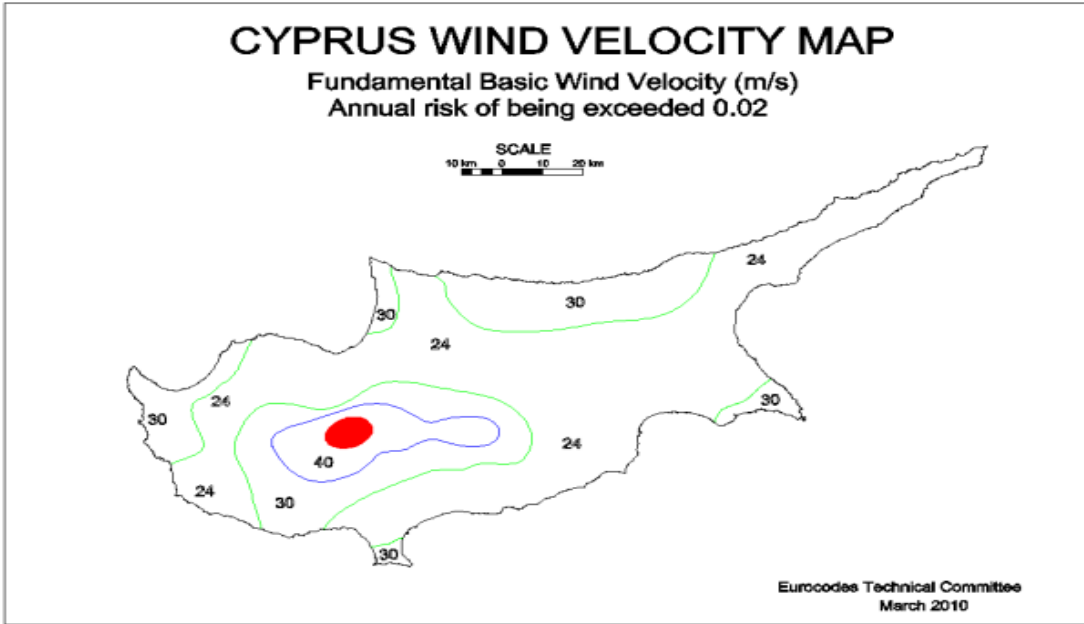 CYPRUS WIND VELOCITY MAP
Fundamental Basic Wind Velocity (m/s)
Annual risk of being exceeded 0.02
SCALE
10 km 0 10 20 km
24
30
30
24
24
30
30
24
40
24
30
30
Eurocodes Technical Committee
March 2010